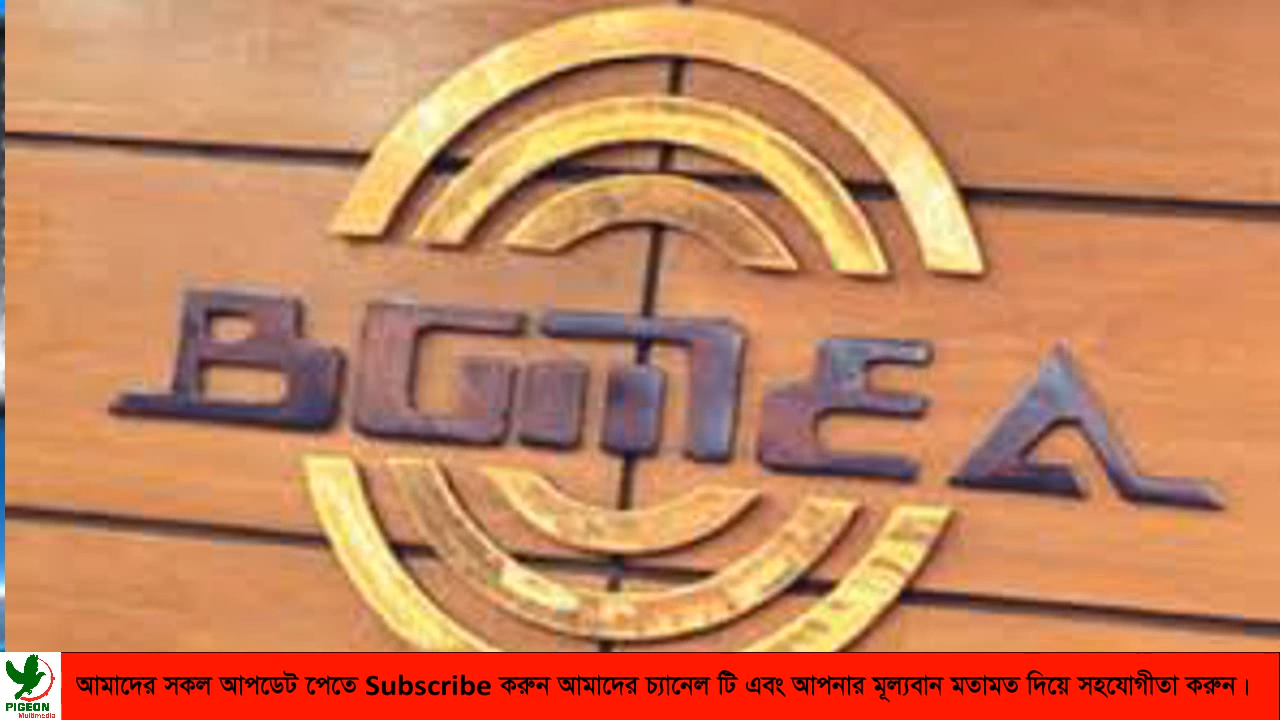 BGMEA
আমাদের সকল আপডেট পেতে Subscribe করুন আমাদের চ্যানেল টি এবং আপনার মূল্যবান মতামত দিয়ে সহযোগীতা করুন।
PIGEON
Multimedia